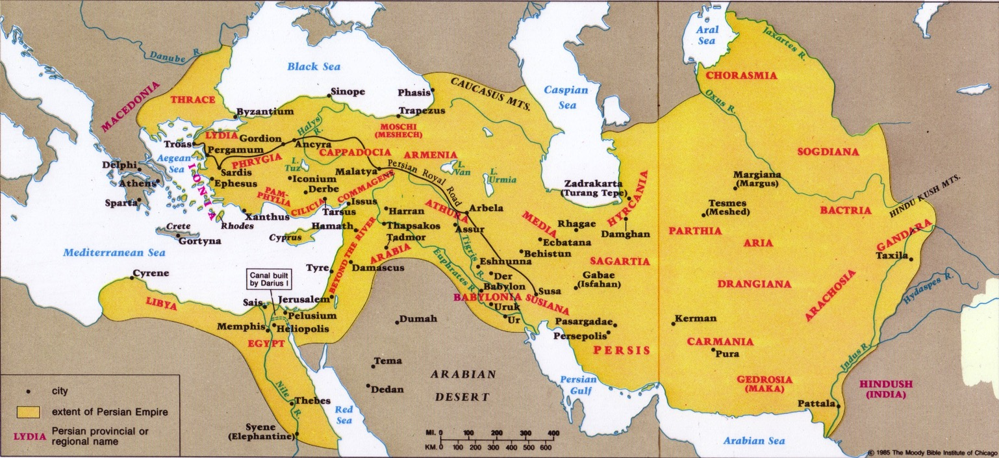 Aral
Sea
Jaxartes R.
Danube R.
Black Sea
CHORASMIA
MACEDONIA
THRACE
Sinope
Phasis
CAUCASUS MTS.
Caspian
Sea
Oxus R.
Byzantium
Trapezus
Halys
R.
MOSCHI
(MESHECH)
LYDIA
Gordion
Troas
Ancyra
Pergamum
CAPPADOCIA
ARMENIA
SOGDIANA
Aegean
Sea
PHRYGIA
L.
Tuz
Persian Royal Road
L.
Van
L.
Urmia
Delphi
Sardis
Malatya
Margiana
(Margus)
Athens
IONIA
Ephesus
Iconium
Derbe
COMMAGENE
Zadrakarta
(Turang Tepe)
HYRCANIA
HINDU KUSH MTS.
Sparta
PAM-
PHYLIA
CILICIA
Issus
Tarsus
Harran
ATHURA
Arbela
Tesmes
(Meshed)
BACTRIA
Xanthus
Rhodes
Crete
Gortyna
Cyprus
Hamath
Thapsakos
Assur
MEDIA
Rhagae
Damghan
PARTHIA
GANDARA
Tadmor
Ecbatana
ARIA
Mediterranean Sea
BEYOND THE RIVER
ARABIA
Tigris R.
Behistun
Taxila
Euphrates R.
Eshnunna
SAGARTIA
Cyrene
Canal built
by Darius I
Tyre
Damascus
Der
Gabae
(Isfahan)
DRANGIANA
ARACHOSIA
Hydaspes R.
Babylon
Susa
LIBYA
Sais
Jerusalem
BABYLONIA
SUSIANA
Uruk
Pelusium
Ur
Dumah
Memphis
Heliopolis
Pasargadae
Kerman
Persepolis
EGYPT
PERSIS
CARMANIA
Pura
Indus R.
Tema
ARABIAN
DESERT
Persian
Gulf
GEDROSIA
(MAKA)
HINDUSH
(INDIA)
Dedan
Nile
R.
Thebes
Pattala
Red
Sea
Syene
(Elephantine)
Arabian Sea
city
extent of Persian Empire
LYDIA Persian provincial or
regional name
MI. 0 100 200 300 400
KM. 0 100 200 300 400 500 600
© 1985 The Moody Bible Institute of Chicago